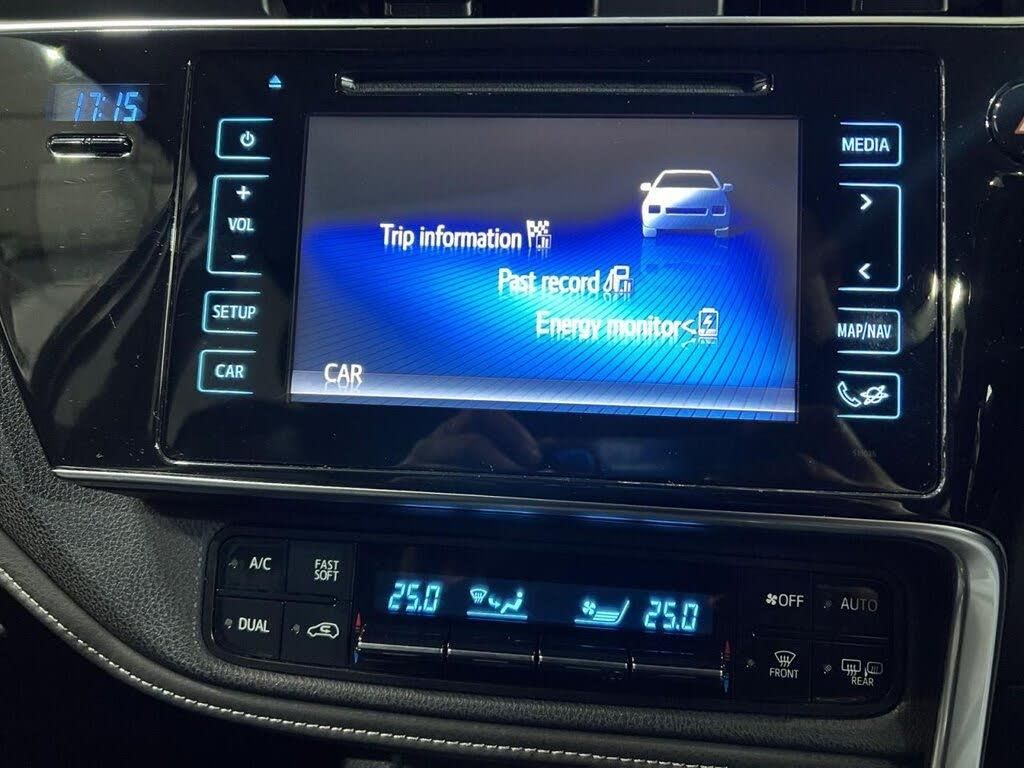 17:15
MEDIA
+
VOL
-
Trip information
>
Past record
<
SETUP
Energy monitor
MAP/NAV
CAR
CAR
A/C
FAST
SOFT
25.0
25.0
OFF
AUTO
DUAL
FRONT
REAR